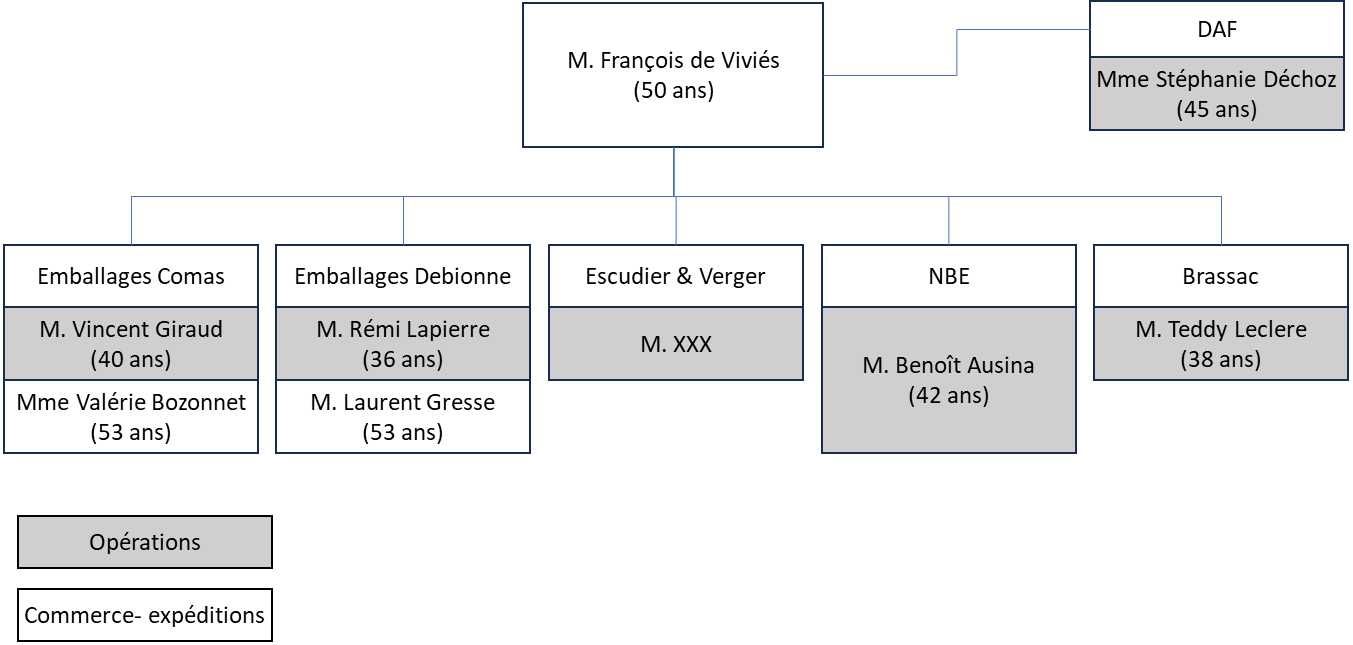 M. François de Viviés
(50 ans)
DAF
Mme Stéphanie Déchoz
(45 ans)
Emballages Comas
M. Vincent Giraud
(40 ans)
Mme Valérie Bozonnet
(53 ans)
Emballages Debionne
M. Rémi Lapierre
(36 ans)
M. Laurent Gresse
(53 ans)
Escudier & Verger
M. XXX
NBE
M. Benoît Ausina
(42 ans)
Brassac
M. Teddy Leclere
(38 ans)
Opérations
Commerce- expéditions